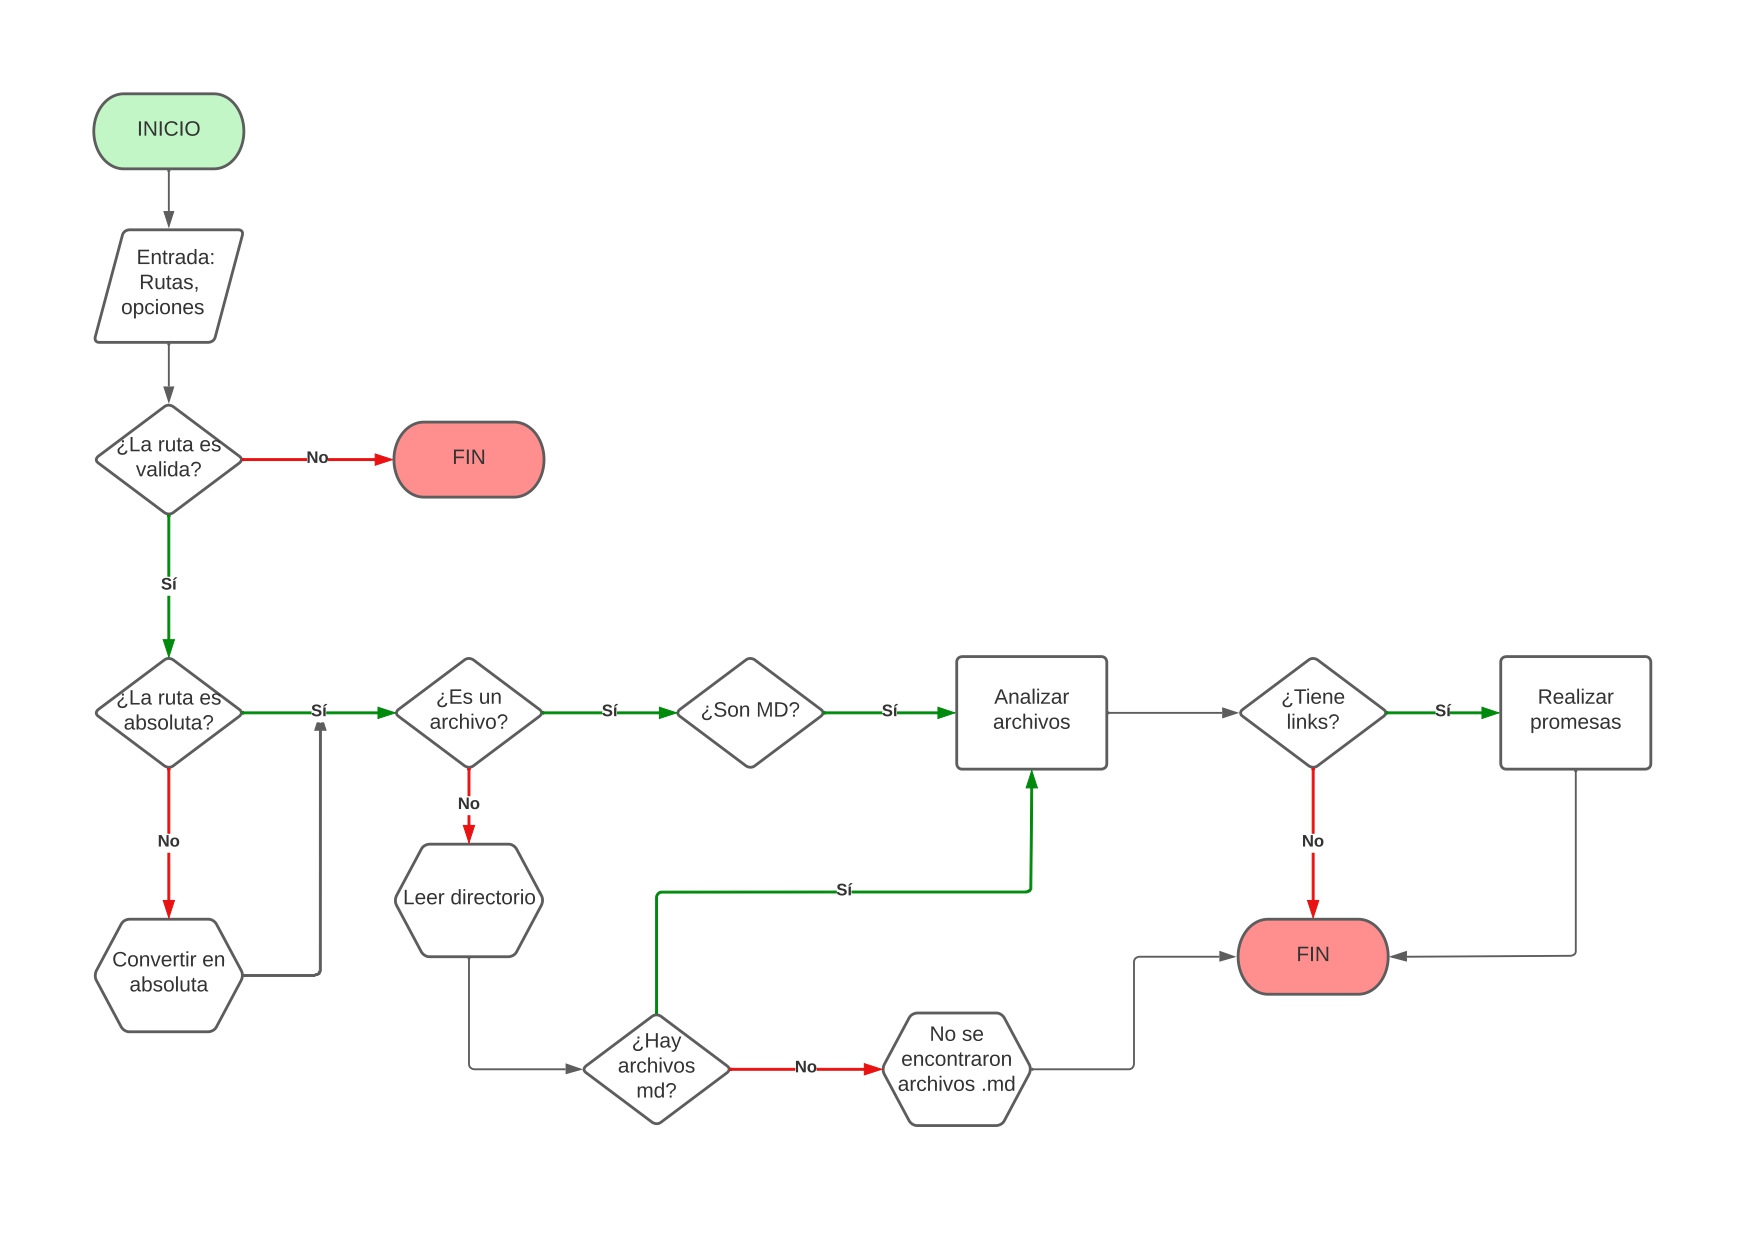 INICIO
Entrada:
Rutas,
opciones
¿La ruta es
valida?
No
FIN
Sí
¿La ruta es
absoluta?
Sí
¿Es un
archivo?
Sí
¿Son MD?
Sí
Analizar
archivos
¿Tiene
links?
Sí
Realizar
promesas
No
No
No
Convertir en
absoluta
Leer directorio
Sí
FIN
¿Hay
archivos
md?
No
No se
encontraron
archivos .md